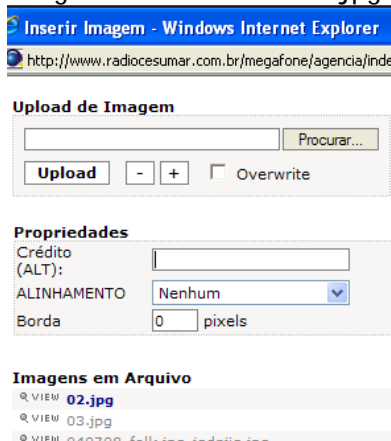 Inserir Imagem - Windows Internet Explorer
http://www.radiocesumar.com.br/megafone/agencia/inde
Upload de Imagem
Procurar...
Upload - + Overwrite
Propriedades
Crédito
(ALT):
ALINHAMENTO Nenhum
Borda 0 pixels
Imagens em Arquivo
VIEW 02.jpg
VIEW 03.jpg
VIEW